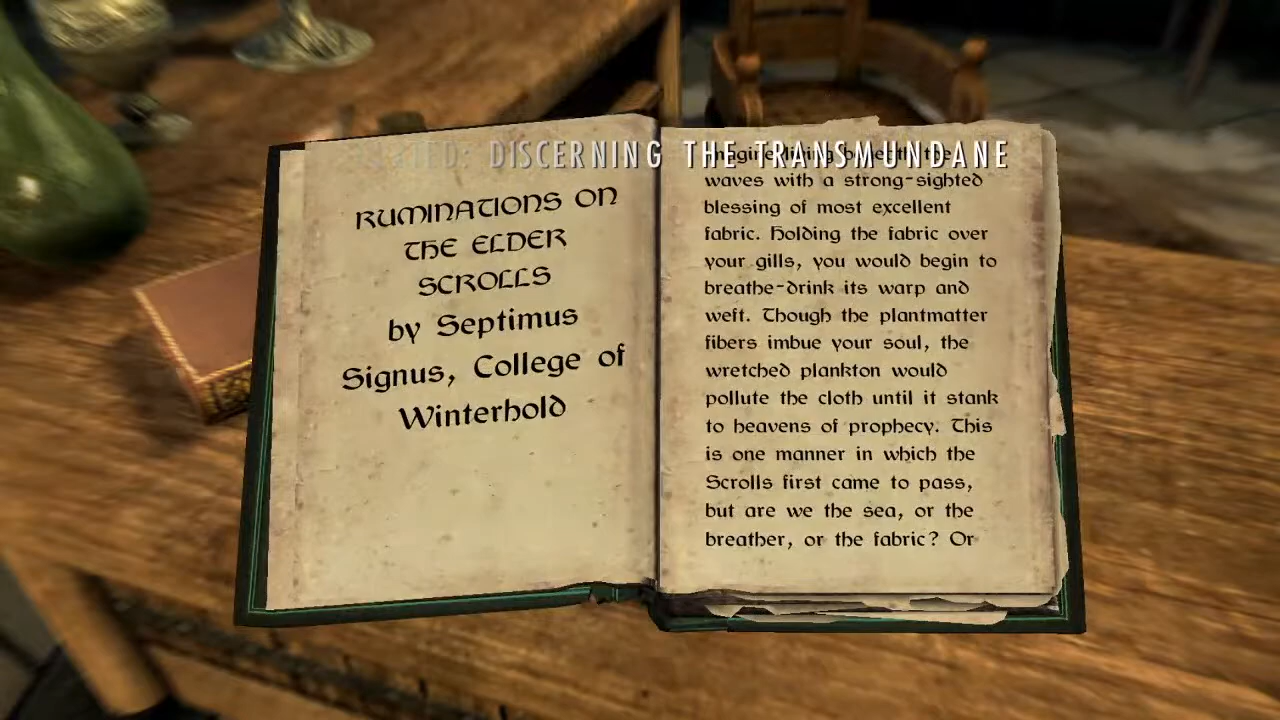 DISCERNING THE TRANSMUNDANE
RUMINATIONS ON
THE ELDER
SCROLLS
by Septimus
Signus, College of
Winterhold
waves with a strong-sighted
blessing of most excellent
fabric. Holding the fabric over
your gills, you would begin to
breathe-drink its warp and
weft. Though the plantmatter
fibers imbue your soul, the
wretched plankton would
pollute the cloth until it stank
to heavens of prophecy. This
is one manner in which the
Scrolls first came to pass,
but are we the sea, or the
breather, or the fabric? Or